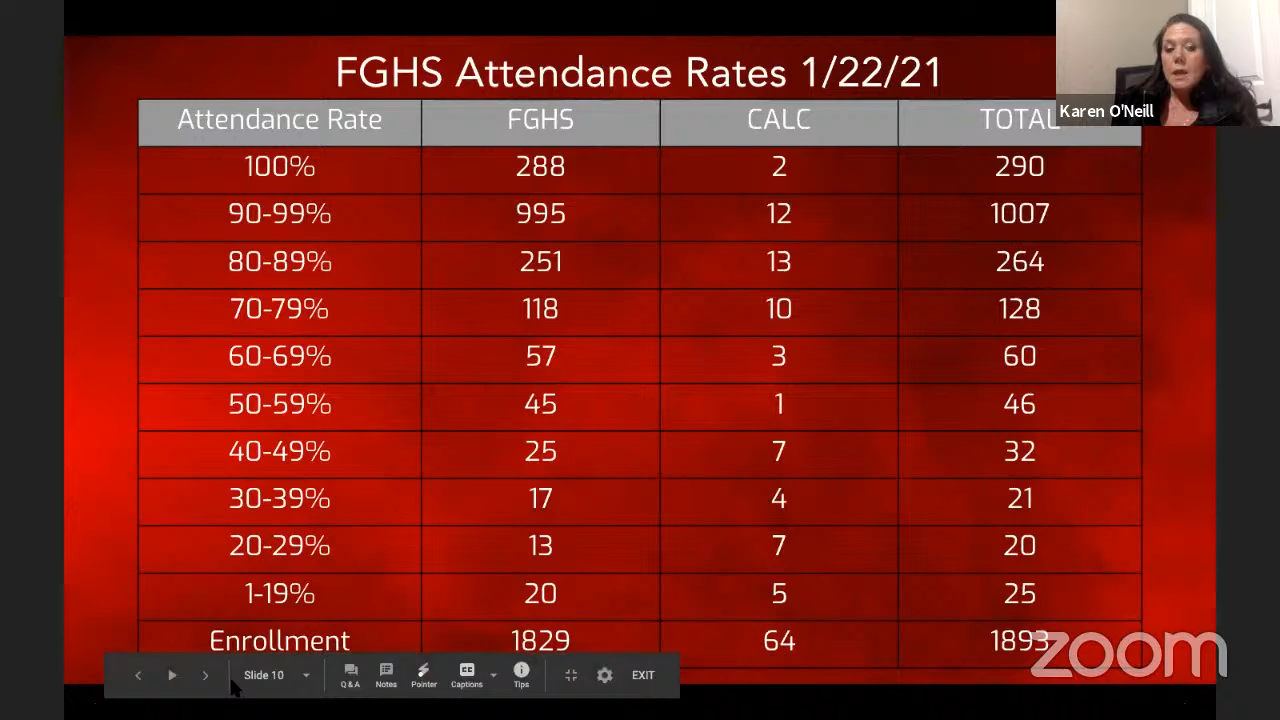 FGHS Attendance Rates 1/22/21
Karen O'Neill
Attendance Rate FGHS CALC TOTAL
100% 288 2 290
90-99% 995 12 1007
80-89% 251 13 264
70-79% 118 10 128
60-69% 57 3 60
50-59% 45 1 46
40-49% 25 7 32
30-39% 17 4 21
20-29% 13 7 20
1-19% 20 5 25
Enrollment 1829 64 1893
zoom
Slide 10 Q&A Notes Pointer CC Captions Tips EXIT